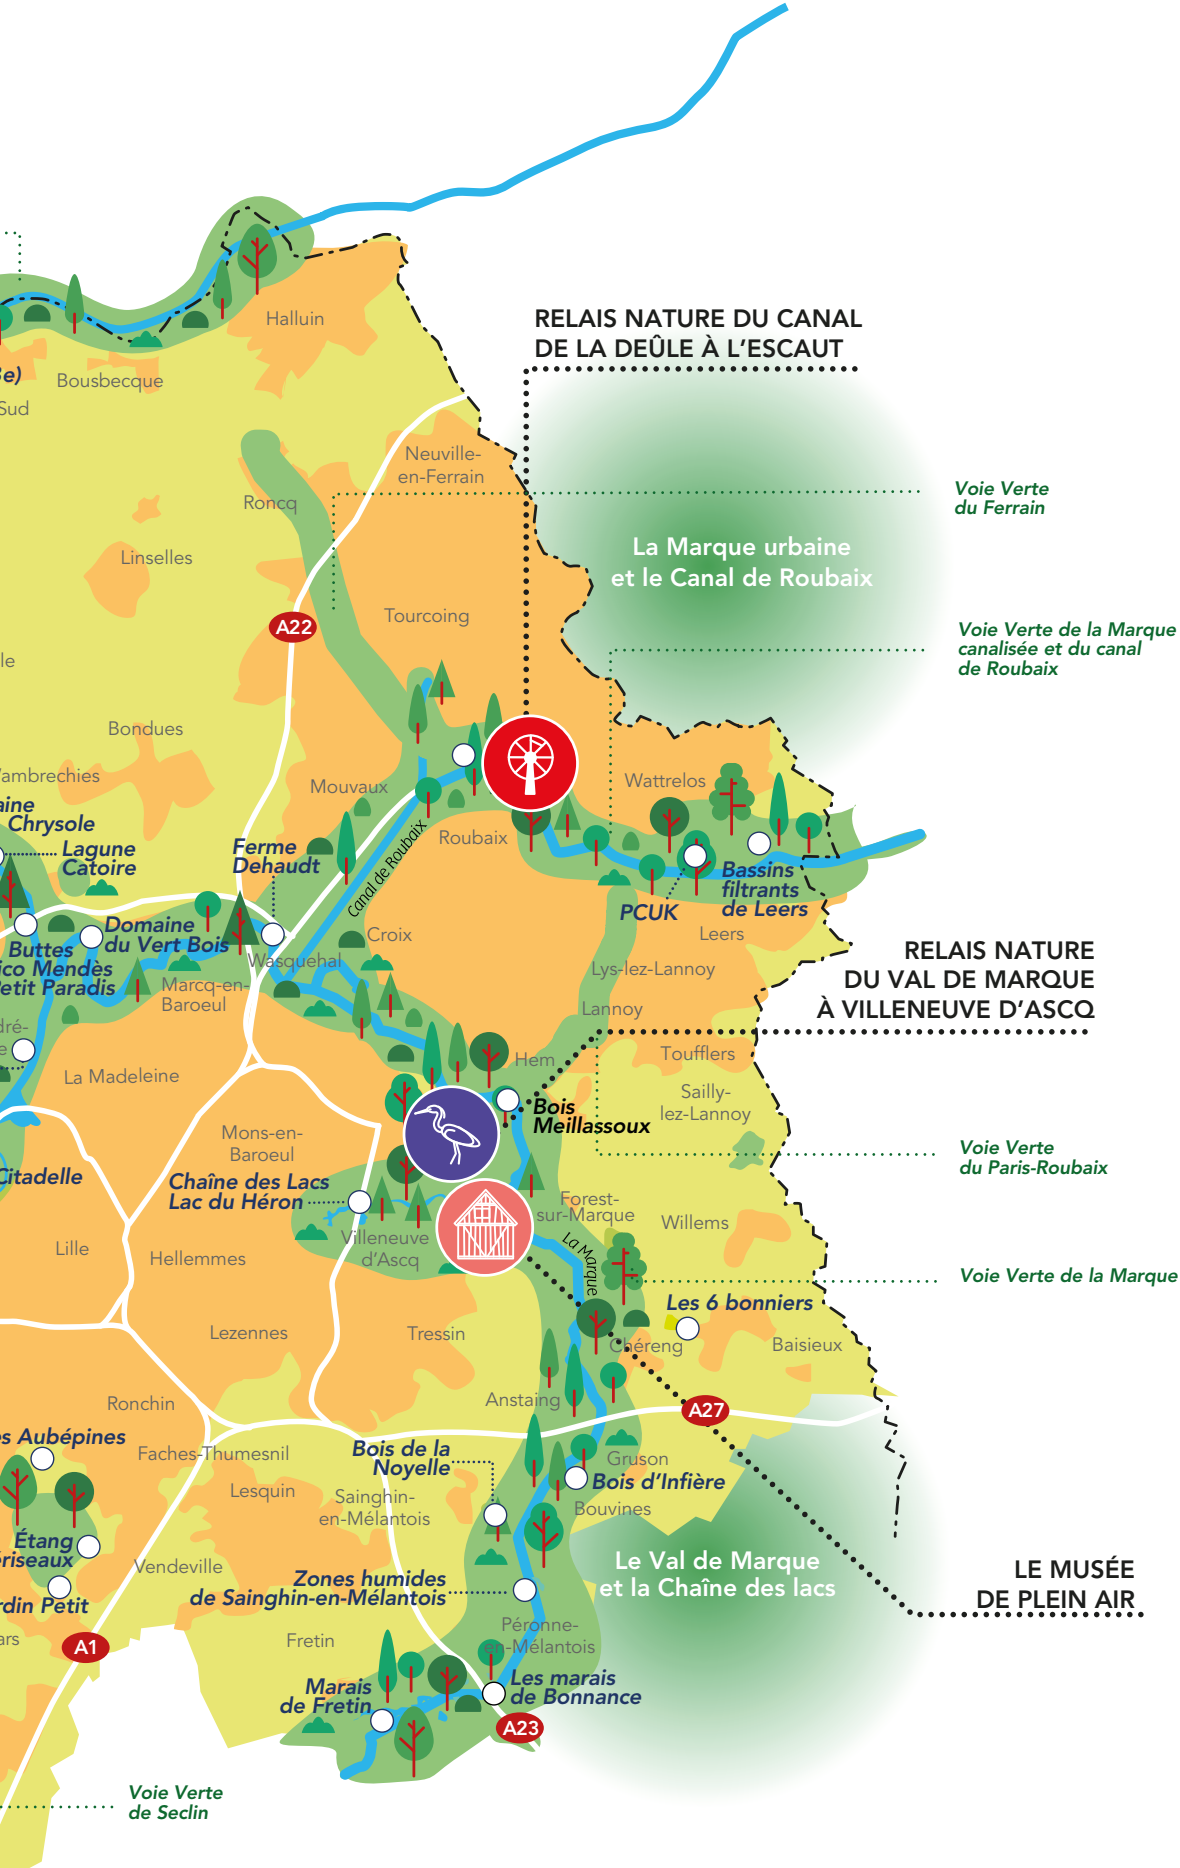 Halluin
RELAIS NATURE DU CANAL
DE LA DEÛLE À L'ESCAUT
Bousbecque
Sud
Neuville-
en-Ferrain
Roncq
Voie Verte
du Ferrain
Linselles
La Marque urbaine
et le Canal de Roubaix
A22
Tourcoing
Voie Verte de la Marque
canalisée et du canal
de Roubaix
Bondues
Mouvaux
Wattrelos
Chrysole
Lagune
Catoire
Ferme
Dehaudt
Canal de Roubaix
Roubaix
Bassins
filtrants
de Leers
PCUK
Leers
Domaine
du Vert Bois
Buttes
Mendès
Petit Paradis
Croix
Wasquehal
Marcq-en-
Baroeul
Lys-lez-Lannoy
Lannoy
RELAIS NATURE
DU VAL DE MARQUE
À VILLENEUVE D'ASCQ
Hem
Toufflers
La Madeleine
Sailly-
lez-Lannoy
Bois
Meillassoux
Mons-en-
Baroeul
Voie Verte
du Paris-Roubaix
Citadelle
Chaîne des Lacs
Lac du Héron
Forest-
sur-Marque
Willems
Villeneuve
d'Ascq
Lille
Hellemmes
La Marque
Voie Verte de la Marque
Les 6 bonniers
Lezennes
Tressin
Chéreng
Baisieux
Ronchin
Anstaing
A27
Aubépines
Faches-Thumesnil
Bois de la
Noyelle
Gruson
Bois d'Infière
Lesquin
Sainghin-
en-Mélantois
Bouvines
Étang
Vendeville
Le Val de Marque
et la Chaîne des lacs
Zones humides
de Sainghin-en-Mélantois
LE MUSÉE
DE PLEIN AIR
Petit
A1
Fretin
Péronne-
en-Mélantois
Marais
de Fretin
Les marais
de Bonnance
A23
Voie Verte
de Seclin